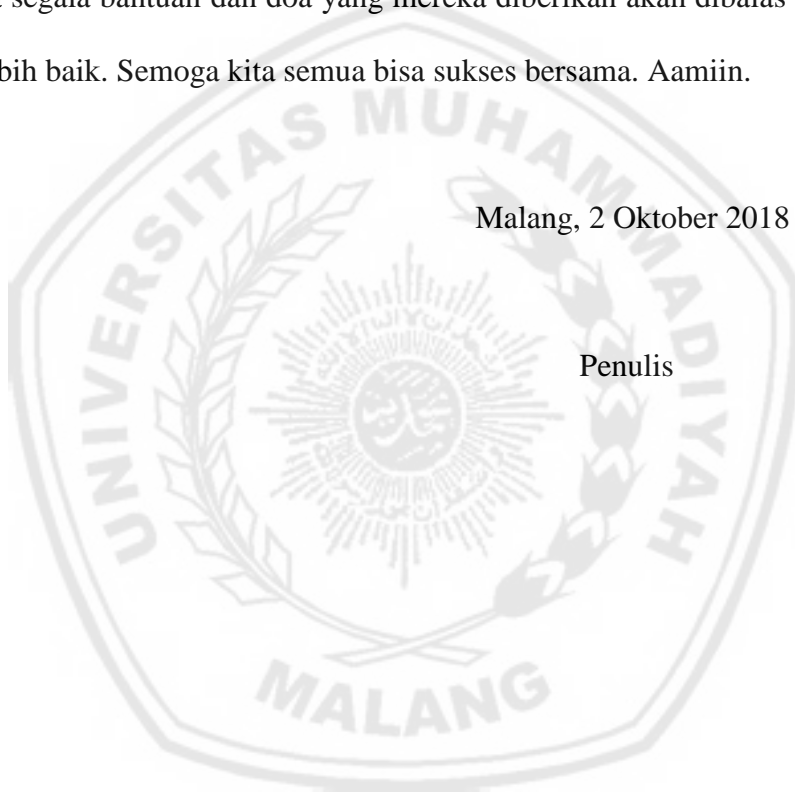 segala bantuan dan doa yang mereka diberikan akan dibalas
bih baik. Semoga kita semua bisa sukses bersama. Aamiin.
Malang, 2 Oktober 2018
Penulis
UNIVERSITAS MUHAMMADIYAH
MALANG